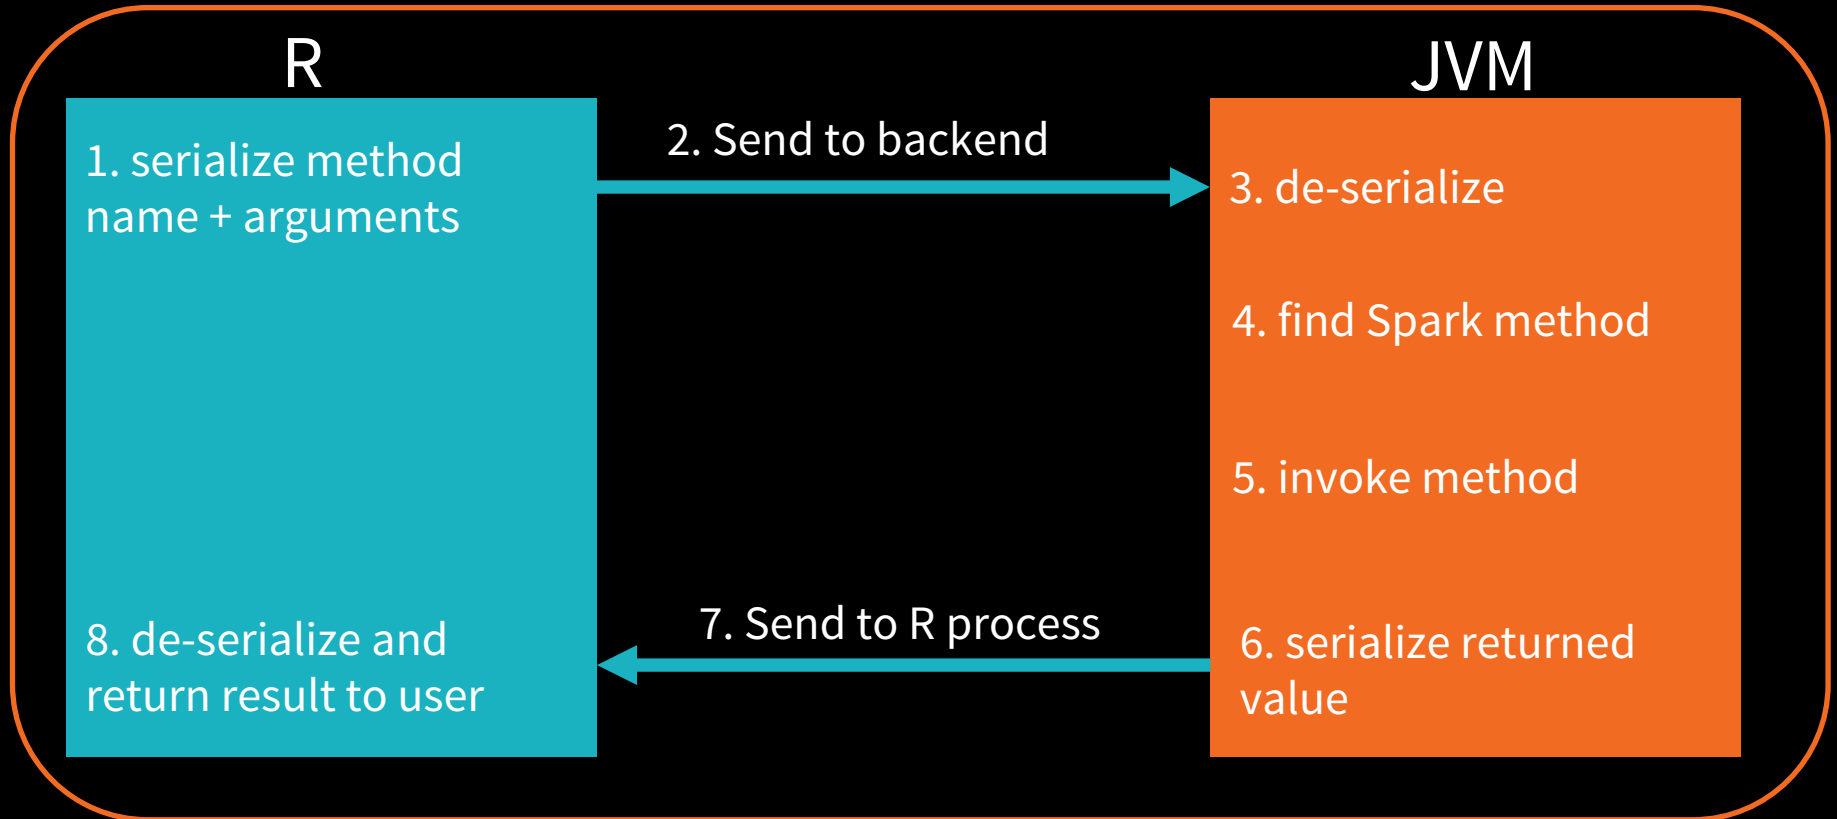 R
JVM
1. serialize method
name + arguments
2. Send to backend
3. de-serialize
4. find Spark method
5. invoke method
6. serialize returned
value
7. Send to R process
8. de-serialize and
return result to user